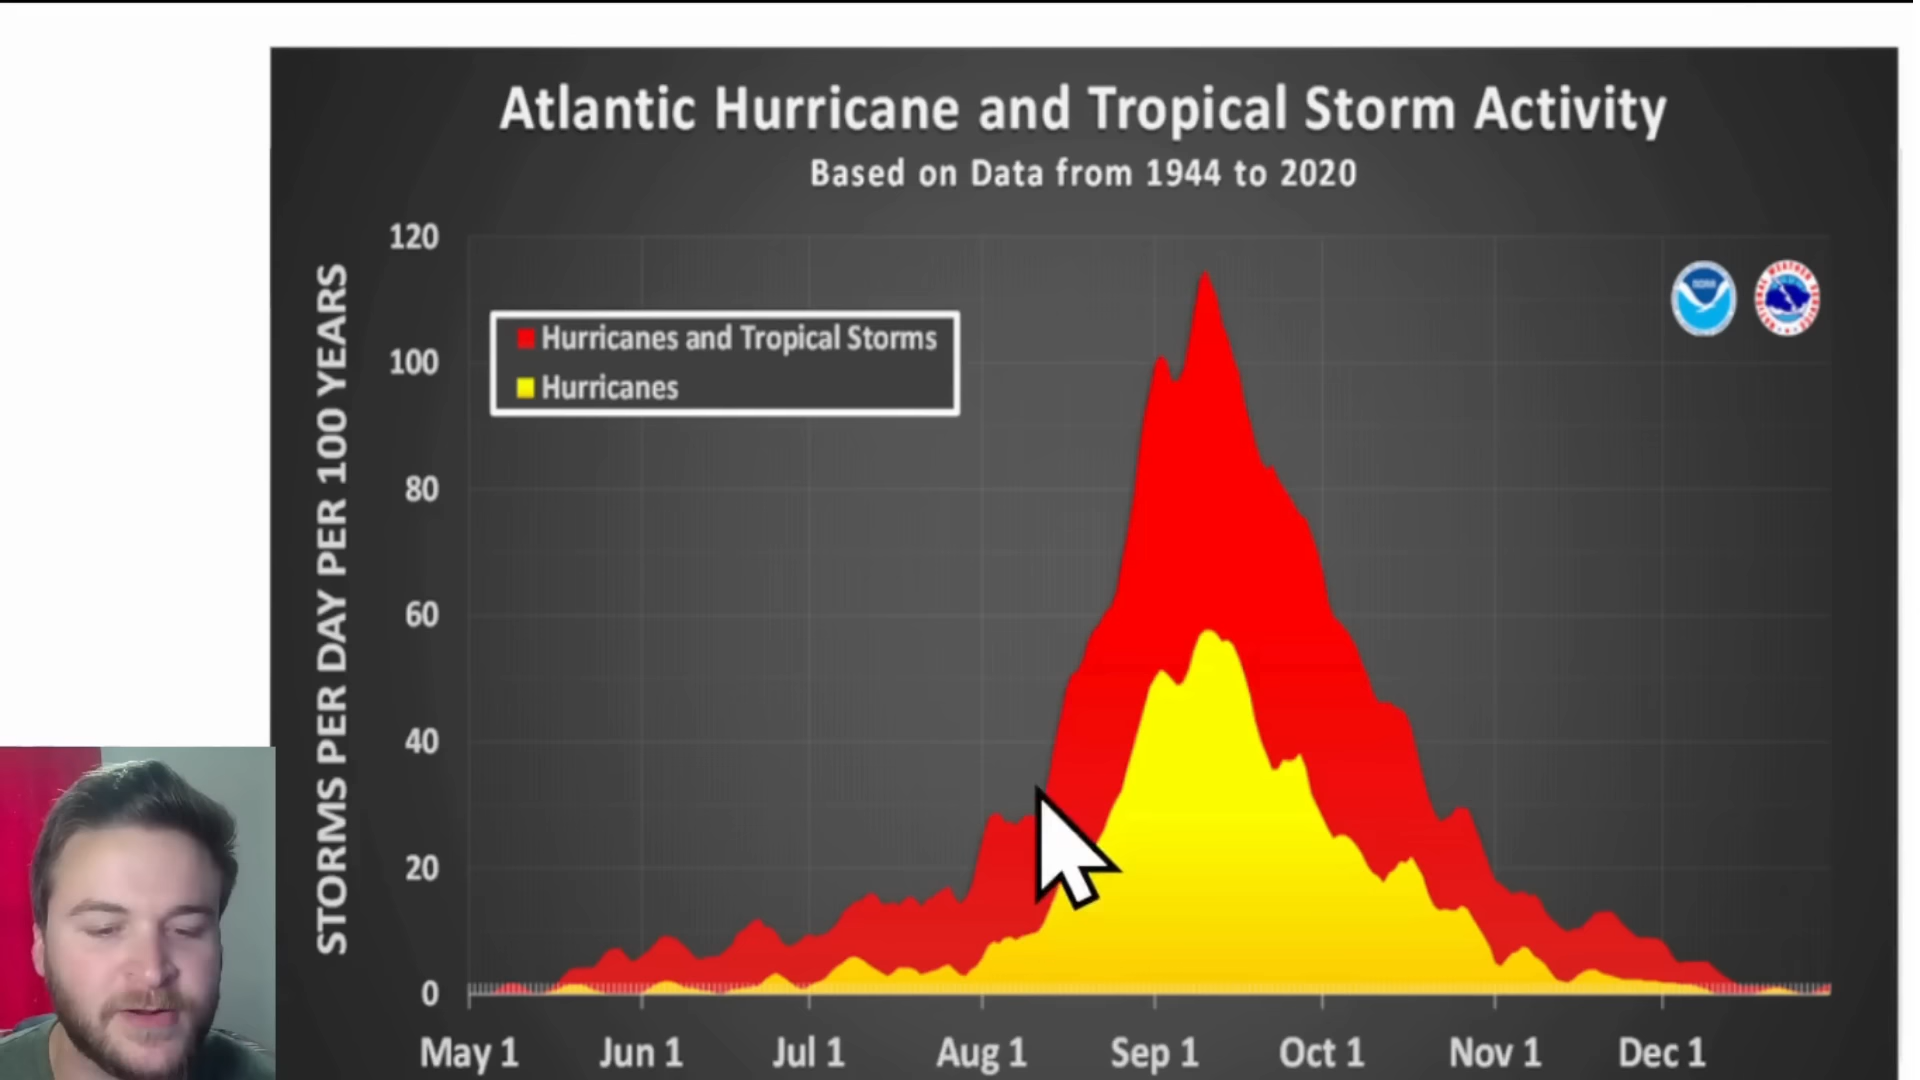 Atlantic Hurricane and Tropical Storm Activity
Based on Data from 1944 to 2020
STORMS PER DAY PER 100 YEARS
120
100
80
60
40
20
0
Hurricanes and Tropical Storms
Hurricanes
NOAA
May 1
Jun 1
Jul 1
Aug 1
Sep 1
Oct 1
Nov 1
Dec 1